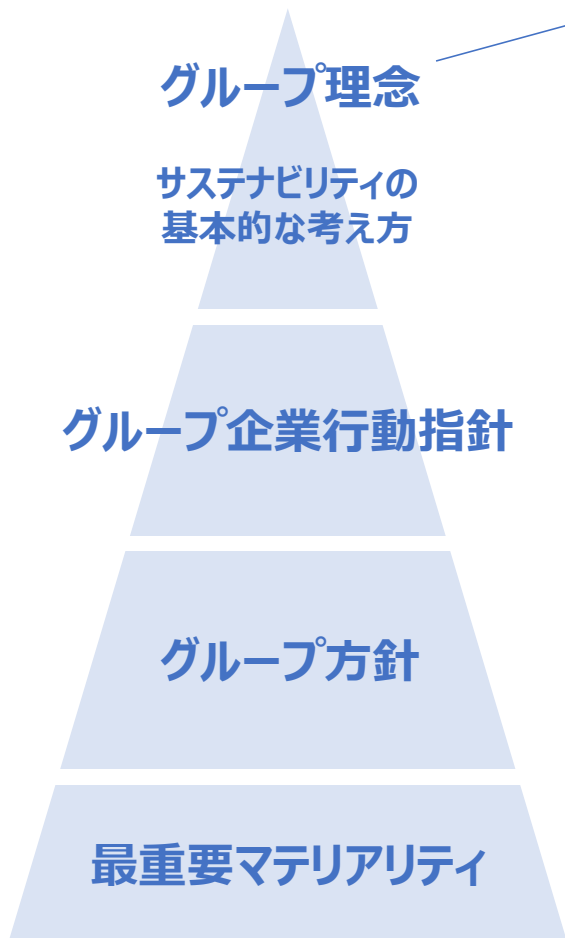 グループ理念
サステナビリティの
基本的な考え方
グループ企業行動指針
グループ方針
最重要マテリアリティ